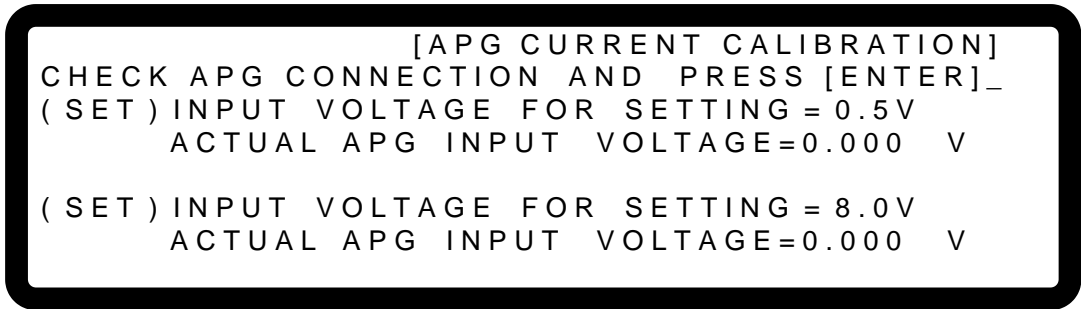 [APG CURRENT CALIBRATION]
CHECK APG CONNECTION AND PRESS [ENTER]_
(SET) INPUT VOLTAGE FOR SETTING = 0.5V
ACTUAL APG INPUT VOLTAGE=0.000 V
(SET) INPUT VOLTAGE FOR SETTING = 8.0V
ACTUAL APG INPUT VOLTAGE=0.000 V